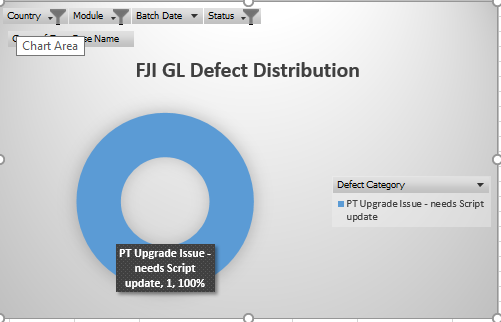 Country Module Batch Date Status
Case Name
Chart Area
FJI GL Defect Distribution
Defect Category
PT Upgrade Issue - needs Script
update
PT Upgrade Issue -
needs Script
update, 1, 100%